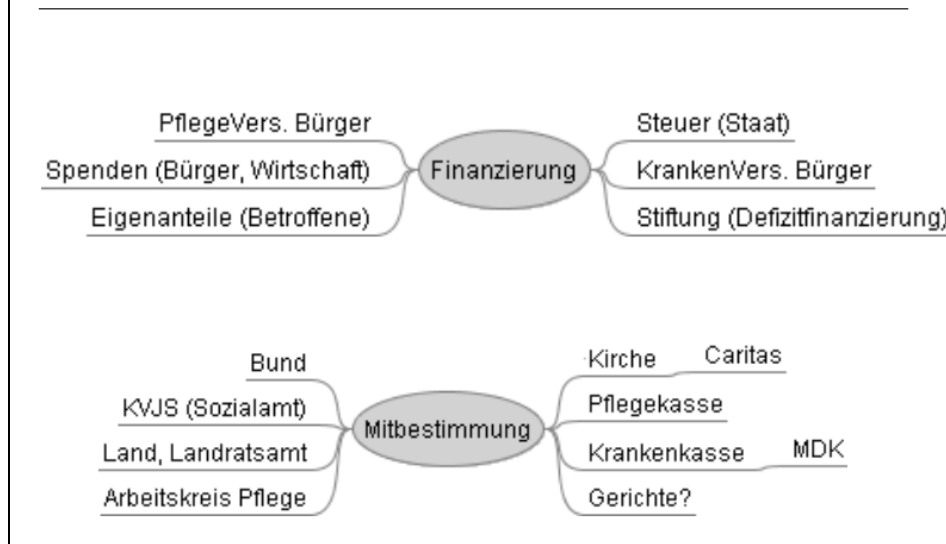 PflegeVers. Bürger
Spenden (Bürger, Wirtschaft)
Eigenanteile (Betroffene)
Finanzierung
Steuer (Staat)
KrankenVers. Bürger
Stiftung (Defizitfinanzierung)
Bund
KVJS (Sozialamt)
Land, Landratsamt
Arbeitskreis Pflege
Mitbestimmung
Kirche
Caritas
Pflegekasse
Krankenkasse
MDK
Gerichte?